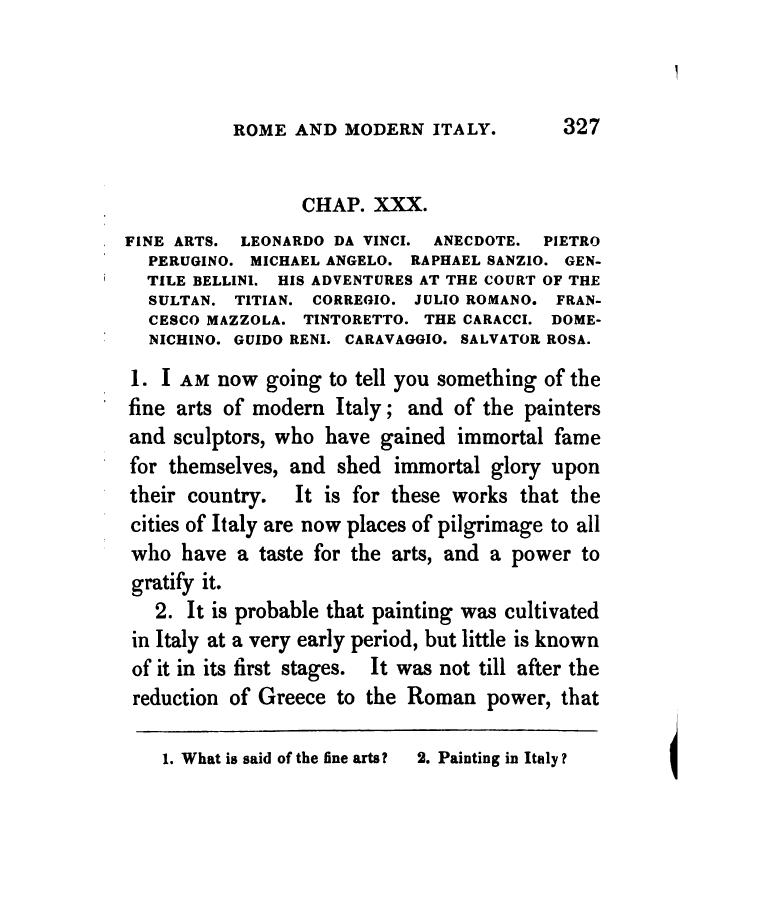 ROME AND MODERN ITALY. 327
CHAP. XXX.
FINE ARTS. LEONARDO DA VINCI. ANECDOTE. PIETRO
PERUGINO. MICHAEL ANGELO. RAPHAEL SANZIO. GEN-
TILE BELLINI. HIS ADVENTURES AT THE COURT OF THE
SULTAN. TITIAN. CORREGIO. JULIO ROMANO. FRAN-
CESCO MAZZOLA. TINTORETTO. THE CARACCI. DOME-
NICHINO. GUIDO RENI. CARAVAGGIO. SALVATOR ROSA.
1. I AM now going to tell you something of the
fine arts of modern Italy; and of the painters
and sculptors, who have gained immortal fame
for themselves, and shed immortal glory upon
their country. It is for these works that the
cities of Italy are now places of pilgrimage to all
who have a taste for the arts, and a power to
gratify it.
2. It is probable that painting was cultivated
in Italy at a very early period, but little is known
of it in its first stages. It was not till after the
reduction of Greece to the Roman power, that
1. What is said of the fine arts? 2. Painting in Italy?